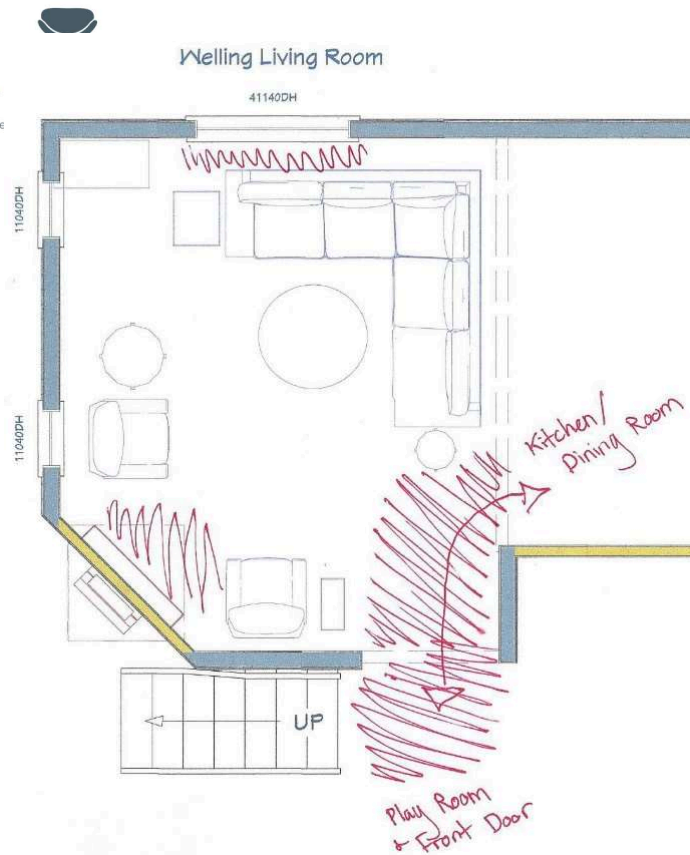 Welling Living Room
41140DH
11040DH
11040DH
Kitchen/
Dining Room
UP
Play Room
+ Front Door